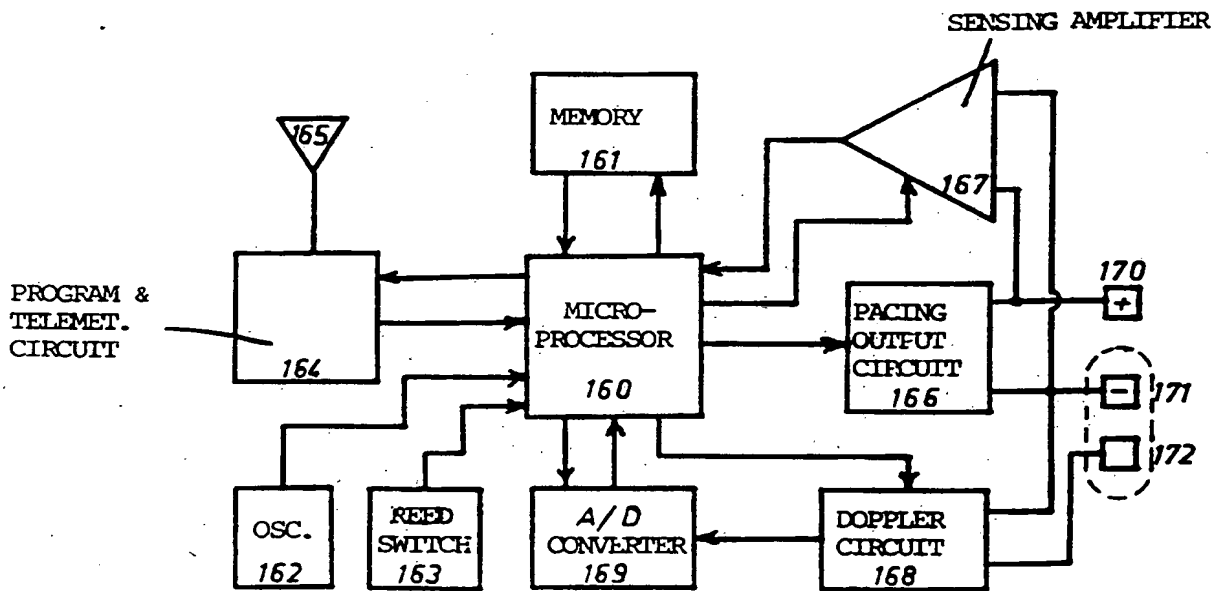 SENSING AMPLIFIER
165
MEMORY
161
167
170
+
PROGRAM &
TELEMET.
CIRCUIT
164
MICRO-
PROCESSOR
160
PACING
OUTPUT
CIRCUIT
166
-
171
172
OSC.
162
REED
SWITCH
163
A/D
CONVERTER
169
DOPPLER
CIRCUIT
168